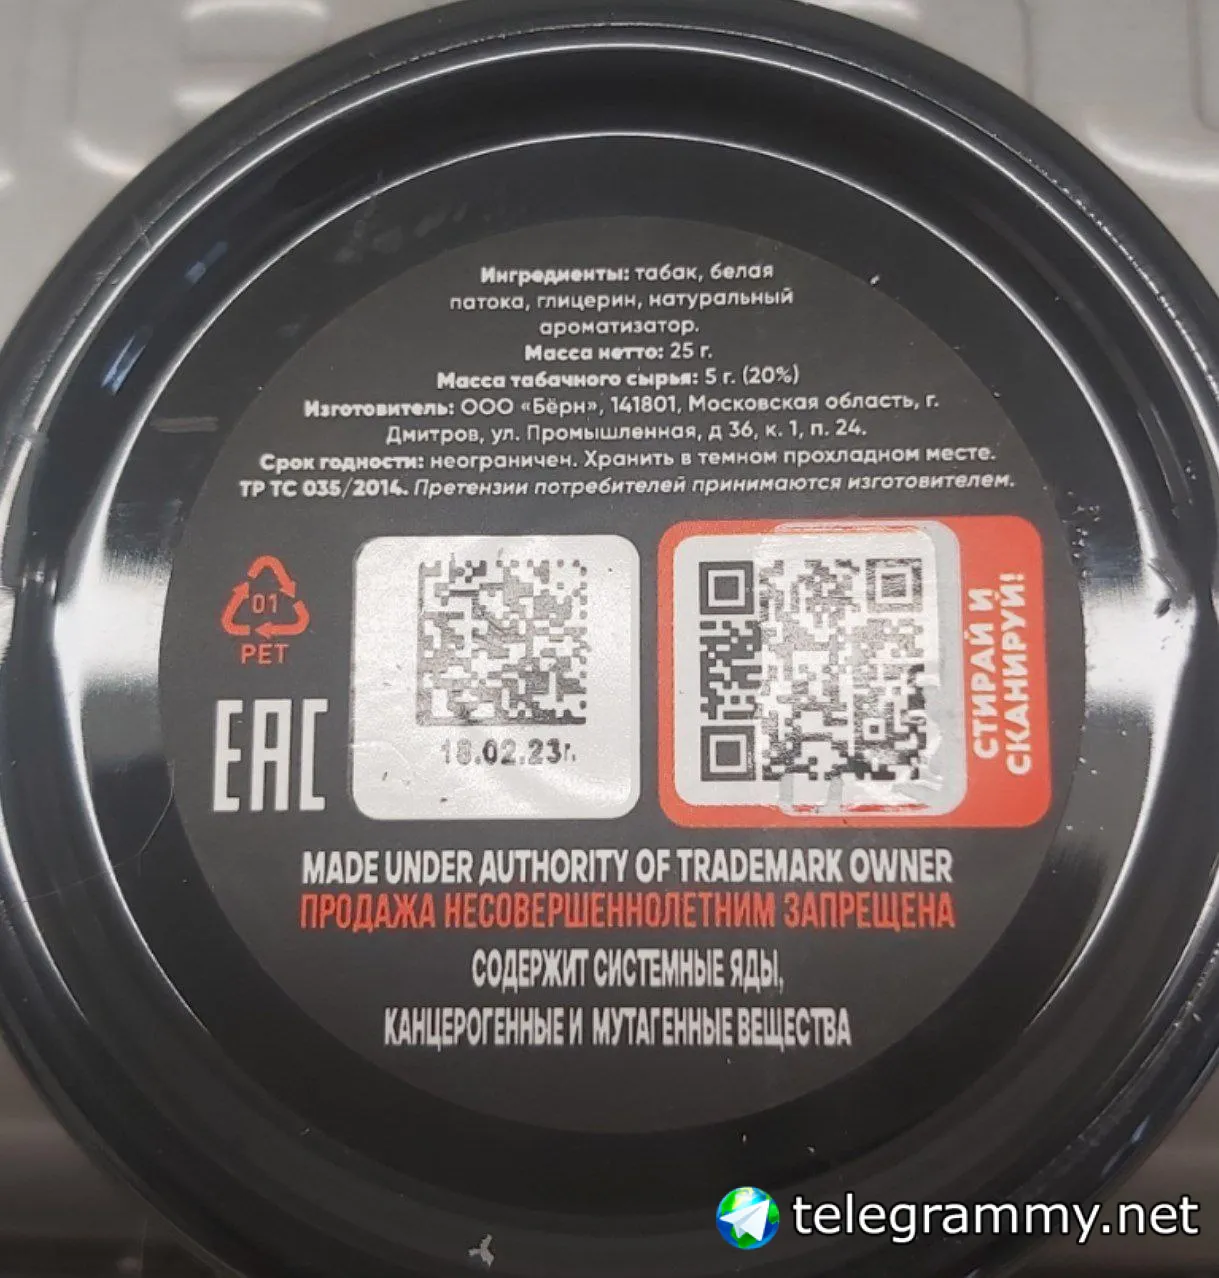 Ингредиенты: табак, белая
патока, глицерин, натуральный
ароматизатор.
Масса нетто: 25 г.
Масса табачного сырья: 5 г. (20%)
Изготовитель: ООО «Бёрн», 141801, Московская область, г.
Дмитров, ул. Промышленная, д 36, к. 1, п. 24.
Срок годности: неограничен. Хранить в темном прохладном месте.
ТР ТС 035/2014. Претензии потребителей принимаются изготовителем.
01
PET
EAC
18.02.23г.
СТИРАЙ И
СКАНИРУЙ!
MADE UNDER AUTHORITY OF TRADEMARK OWNER
ПРОДАЖА НЕСОВЕРШЕННОЛЕТНИМ ЗАПРЕЩЕНА
СОДЕРЖИТ СИСТЕМНЫЕ ЯДЫ,
КАНЦЕРОГЕННЫЕ И МУТАГЕННЫЕ ВЕЩЕСТВА
telegrammy.net